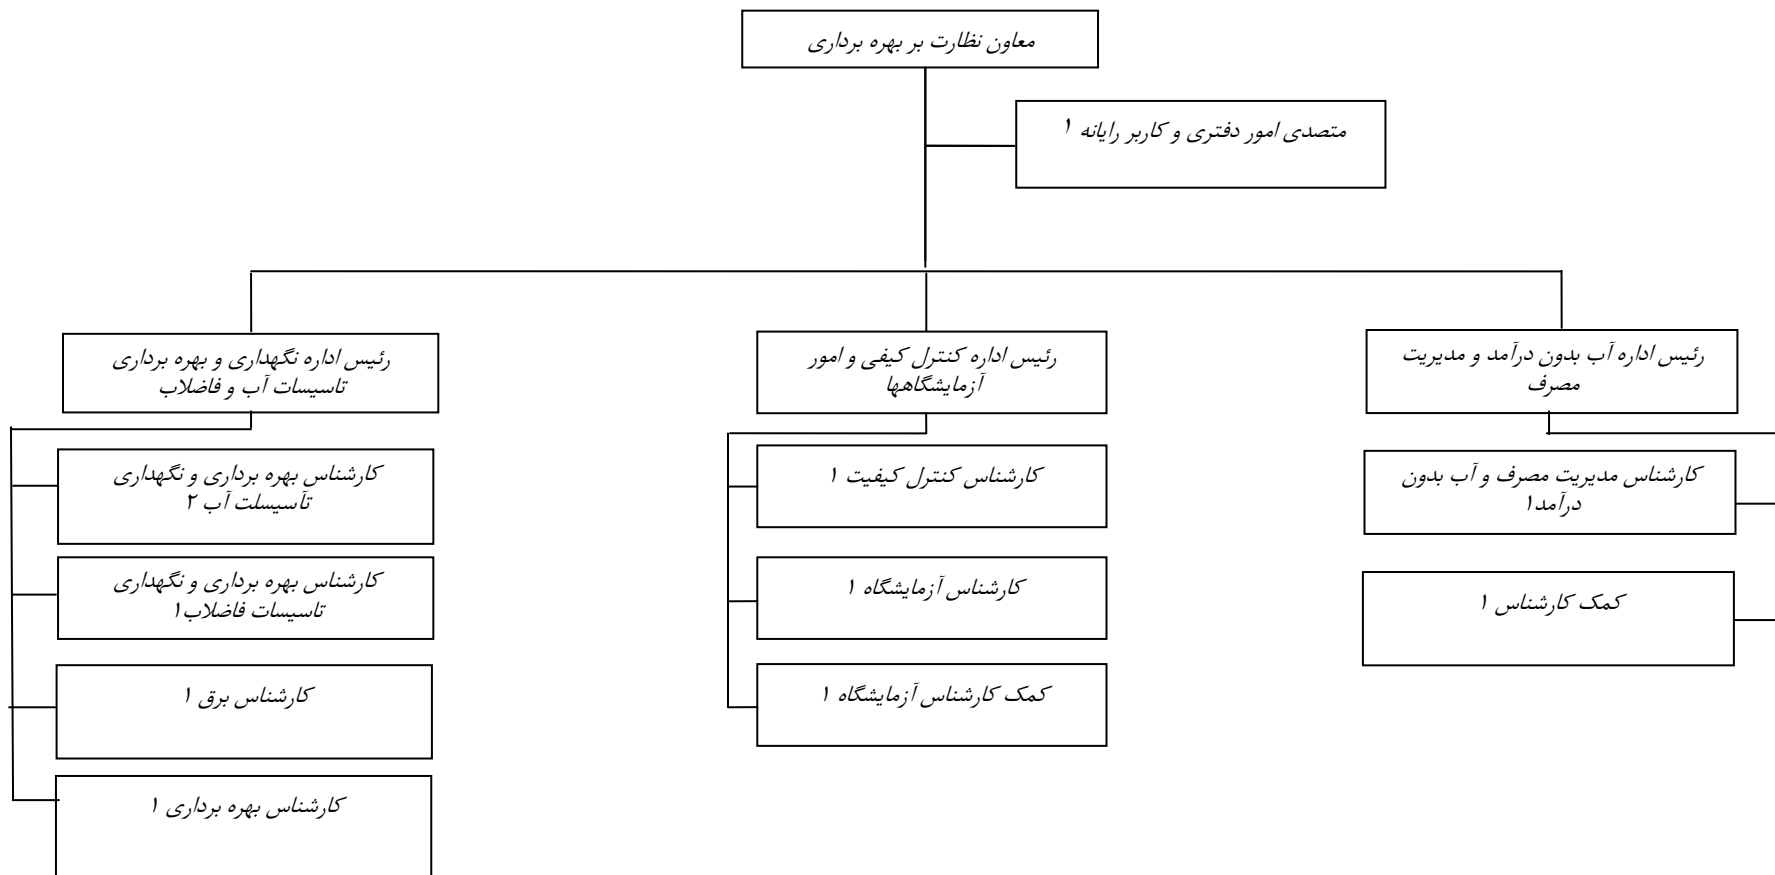 معاون نظارت بر بهره برداری
متصدی امور دفتری و کاربر رایانه ۱
رئیس اداره آب بدون درآمد و مدیریت
مصرف
کارشناس مدیریت مصرف و آب بدون
درآمد۱
کمک کارشناس ۱
رئیس اداره کنترل کیفی و امور
آزمایشگاهها
کارشناس کنترل کیفیت ۱
کارشناس آزمایشگاه ۱
کمک کارشناس آزمایشگاه ۱
رئیس اداره نگهداری و بهره برداری
تاسیسات آب و فاضلاب
کارشناس بهره برداری و نگهداری
تأسیسلت آب ۲
کارشناس بهره برداری و نگهداری
تاسیسات فاضلاب۱
کارشناس برق ۱
کارشناس بهره برداری ۱